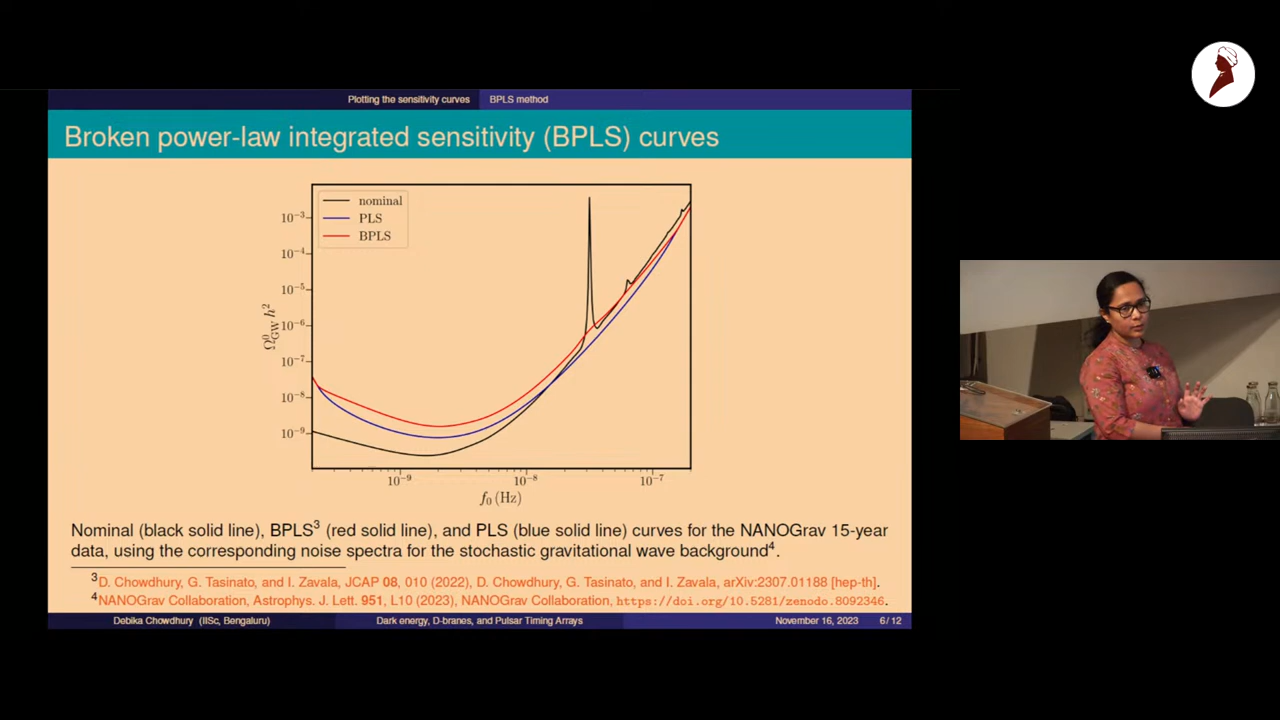 Plotting the sensitivity curves BPLS method
Broken power-law integrated sensitivity (BPLS) curves
nominal
PLS
BPLS
10⁻³
10⁻⁴
10⁻⁵
10⁻⁶
10⁻⁷
10⁻⁸
10⁻⁹
Ω⁰_GW h²
10⁻⁹ 10⁻⁸ 10⁻⁷
f₀ (Hz)
Nominal (black solid line), BPLS³ (red solid line), and PLS (blue solid line) curves for the NANOGrav 15-year
data, using the corresponding noise spectra for the stochastic gravitational wave background⁴.
³D. Chowdhury, G. Tasinato, and I. Zavala, JCAP 08, 010 (2022), D. Chowdhury, G. Tasinato, and I. Zavala, arXiv:2307.01188 [hep-th].
⁴NANOGrav Collaboration, Astrophys. J. Lett. 951, L10 (2023), NANOGrav Collaboration, https://doi.org/10.5281/zenodo.8092346.
Debika Chowdhury (IISc, Bengaluru) Dark energy, D-branes, and Pulsar Timing Arrays November 16, 2023 6/12